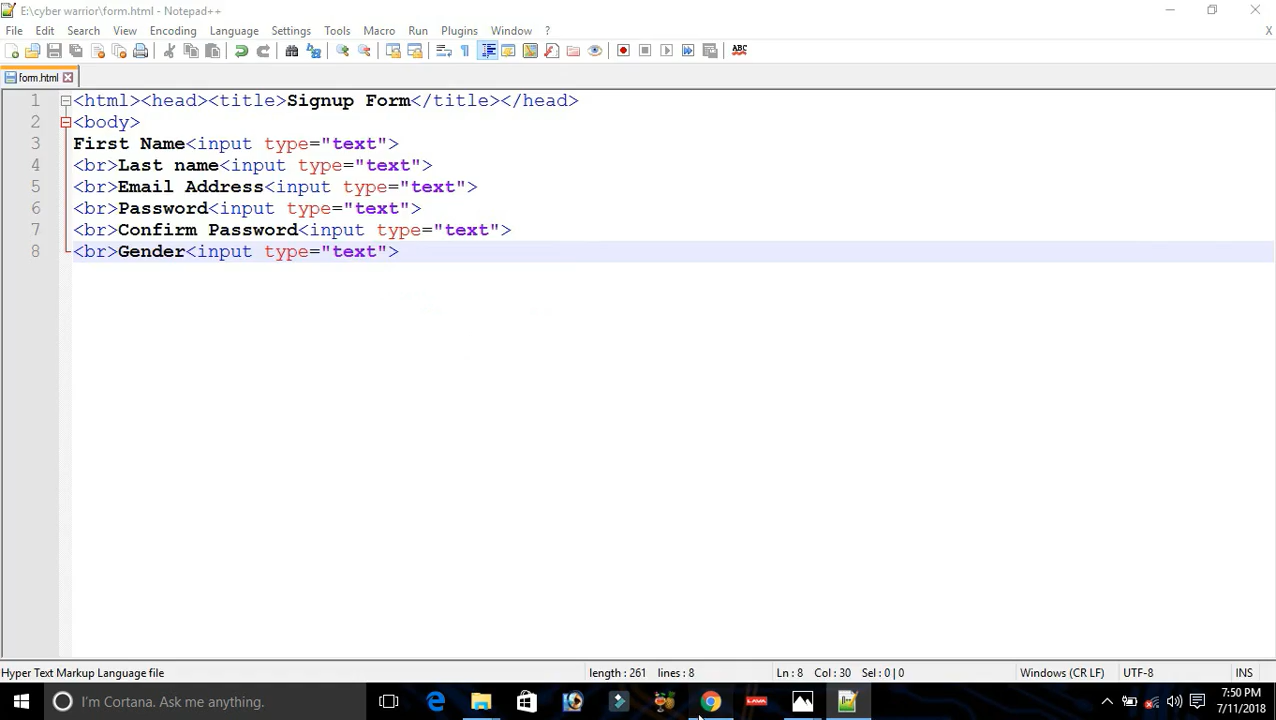 E:\cyber warrior\form.html - Notepad++
File Edit Search View Encoding Language Settings Tools Macro Run Plugins Window ? X
ABC
form.html
1 <html><head><title>Signup Form</title></head>
2 <body>
3 First Name<input type="text">
4 <br>Last name<input type="text">
5 <br>Email Address<input type="text">
6 <br>Password<input type="text">
7 <br>Confirm Password<input type="text">
8 <br>Gender<input type="text">
Hyper Text Markup Language file length : 261 lines : 8 Ln : 8 Col : 30 Sel : 0 | 0 Windows (CR LF) UTF-8 INS
I'm Cortana. Ask me anything. LAVA 7:50 PM
7/11/2018